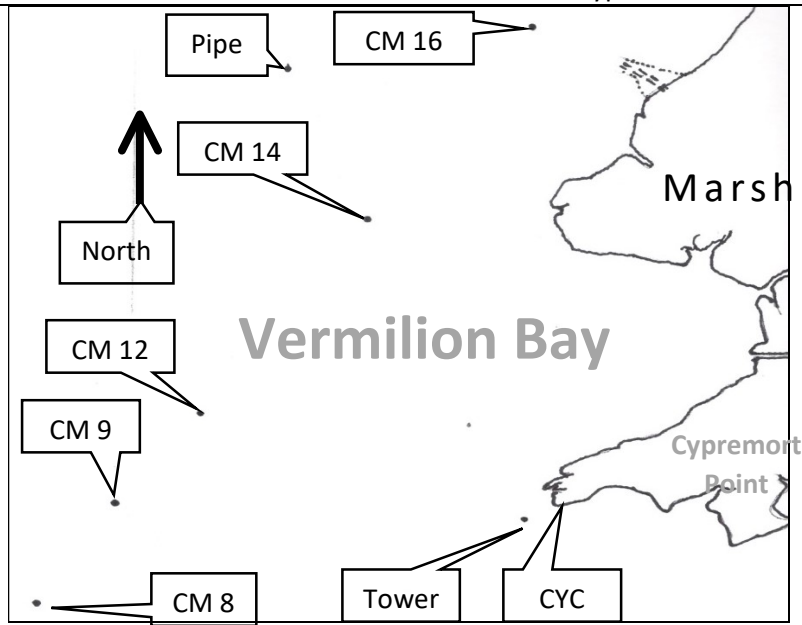 Pipe
CM 16
CM 14
Marsh
North
Vermilion Bay
CM 12
CM 9
Cypremort
Point
CM 8
Tower
CYC